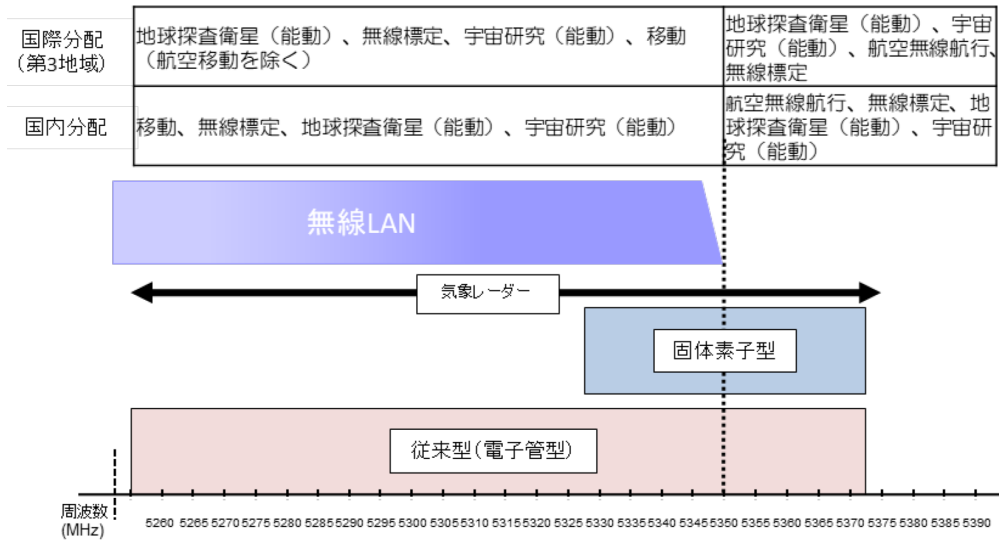 国際分配
(第3地域)
地球探査衛星（能動）、無線標定、宇宙研究（能動）、移動
（航空移動を除く）
地球探査衛星（能動）、宇宙
研究（能動）、航空無線航行、
無線標定
国内分配
移動、無線標定、地球探査衛星（能動）、宇宙研究（能動）
航空無線航行、無線標定、地
球探査衛星（能動）、宇宙研
究（能動）
無線LAN
気象レーダー
固体素子型
従来型(電子管型)
周波数
(MHz)
5260 5265 5270 5275 5280 5285 5290 5295 5300 5305 5310 5315 5320 5325 5330 5335 5340 5345 5350 5355 5360 5365 5370 5375 5380 5385 5390